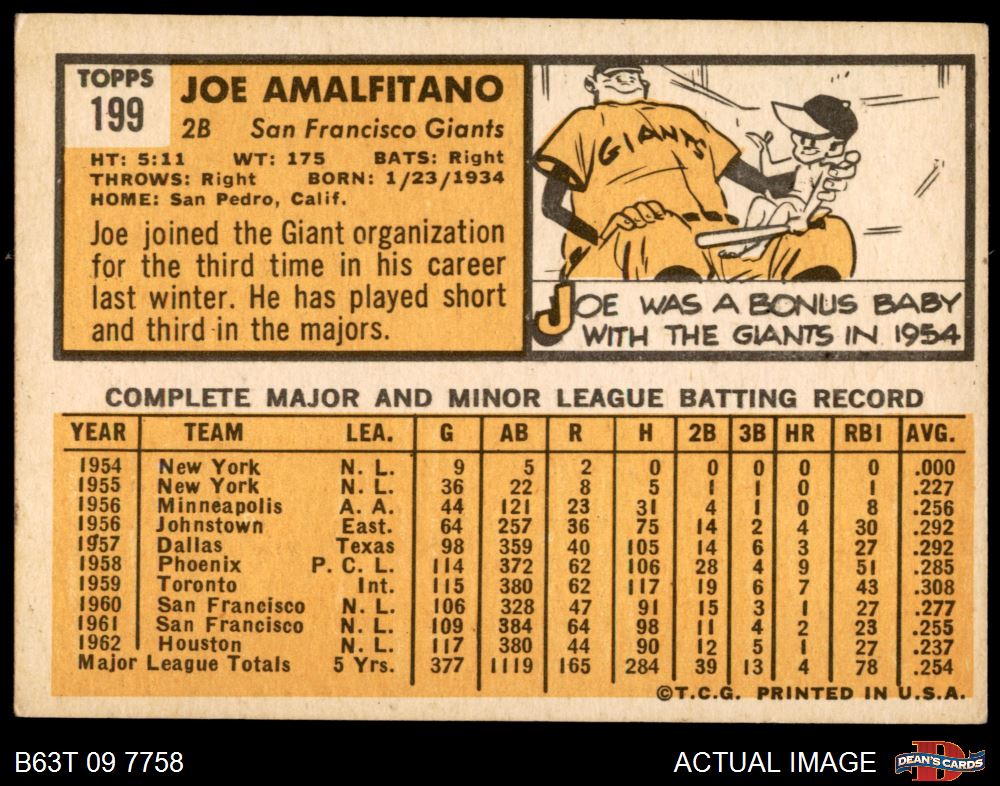 TOPPS
199
JOE AMALFITANO
2B San Francisco Giants
HT: 5:11 WT: 175 BATS: Right
THROWS: Right BORN: 1/23/1934
HOME: San Pedro, Calif.
Joe joined the Giant organization
for the third time in his career
last winter. He has played short
and third in the majors.
GIANTS
JOE WAS A BONUS BABY
WITH THE GIANTS IN 1954
COMPLETE MAJOR AND MINOR LEAGUE BATTING RECORD
YEAR TEAM LEA. G AB R H 2B 3B HR RBI AVG.
1954 New York N. L. 9 5 2 0 0 0 0 0 .000
1955 New York N. L. 36 22 8 5 1 1 0 1 .227
1956 Minneapolis A. A. 44 121 23 31 4 1 0 8 .256
1956 Johnstown East. 64 257 36 75 14 2 4 30 .292
1957 Dallas Texas 98 359 40 105 14 6 3 27 .292
1958 Phoenix P. C. L. 114 372 62 106 28 4 9 51 .285
1959 Toronto Int. 115 380 62 117 19 6 7 43 .308
1960 San Francisco N. L. 106 328 47 91 15 3 1 27 .277
1961 San Francisco N. L. 109 384 64 98 11 4 2 23 .255
1962 Houston N. L. 117 380 44 90 12 5 1 27 .237
Major League Totals 5 Yrs. 377 1119 165 284 39 13 4 78 .254
©T.C.G. PRINTED IN U.S.A.
B63T 09 7758
ACTUAL IMAGE
D
DEAN'S CARDS